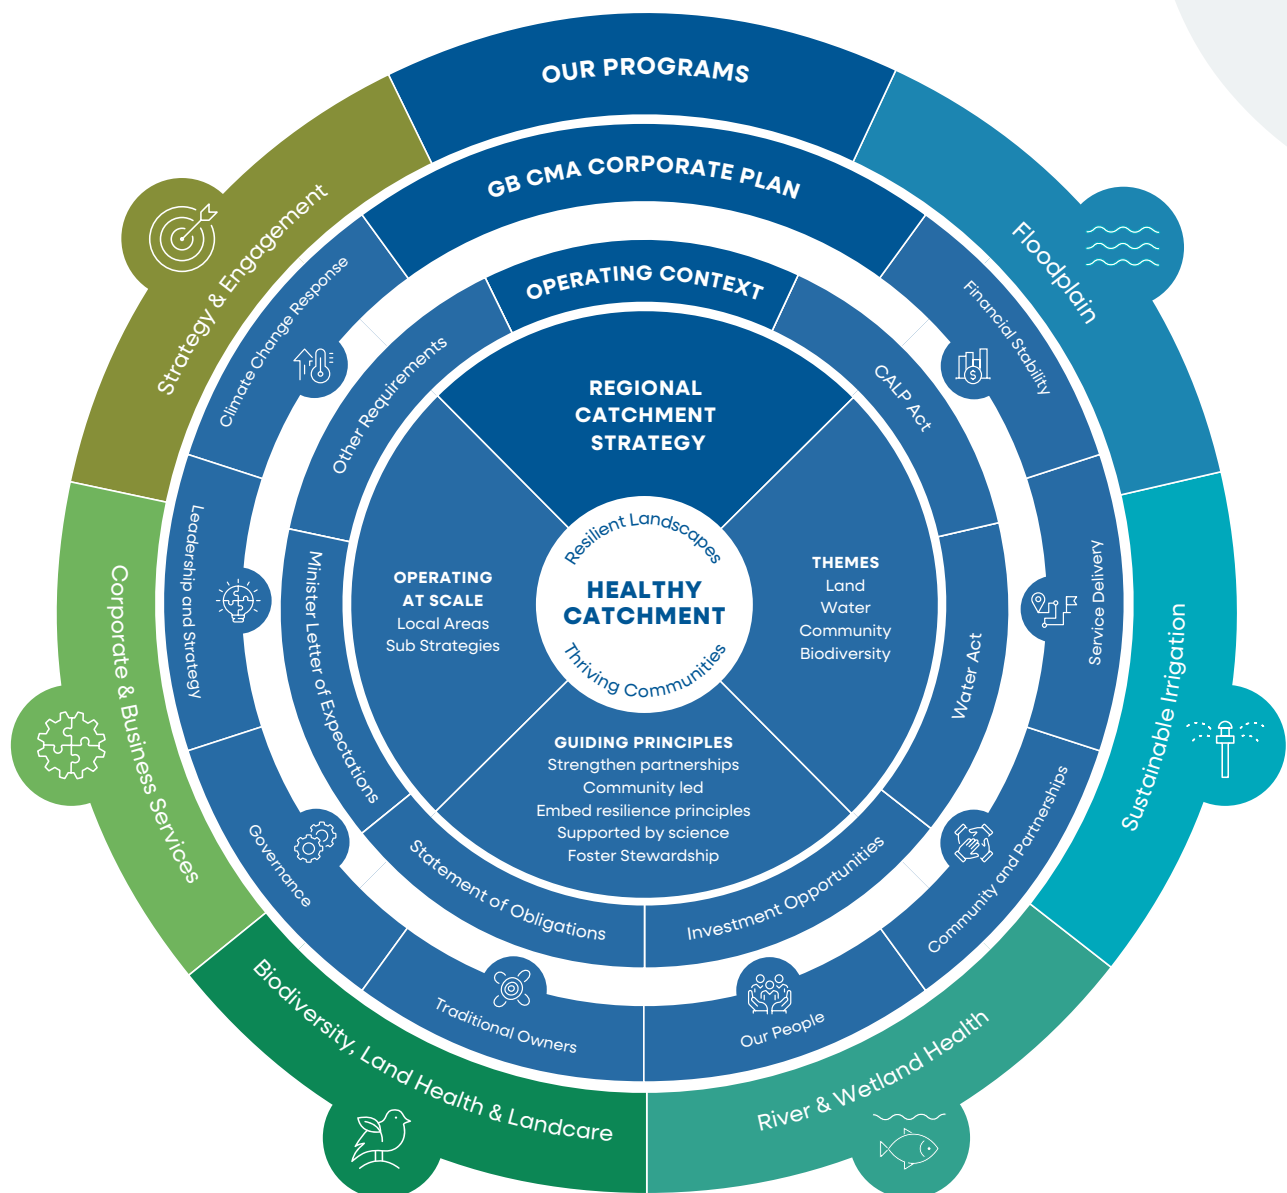 OUR PROGRAMS
Floodplain
Sustainable Irrigation
River & Wetland Health
Biodiversity, Land Health & Landcare
Corporate & Business Services
Strategy & Engagement
GB CMA CORPORATE PLAN
Financial Stability
Service Delivery
Community and Partnerships
Our People
Traditional Owners
Governance
Leadership and Strategy
Climate Change Response
OPERATING CONTEXT
CALP Act
Water Act
Investment Opportunities
Statement of Obligations
Minister Letter of Expectations
Other Requirements
REGIONAL
CATCHMENT
STRATEGY
THEMES
Land
Water
Community
Biodiversity
GUIDING PRINCIPLES
Strengthen partnerships
Community led
Embed resilience principles
Supported by science
Foster Stewardship
OPERATING
AT SCALE
Local Areas
Sub Strategies
Resilient Landscapes
HEALTHY
CATCHMENT
Thriving Communities